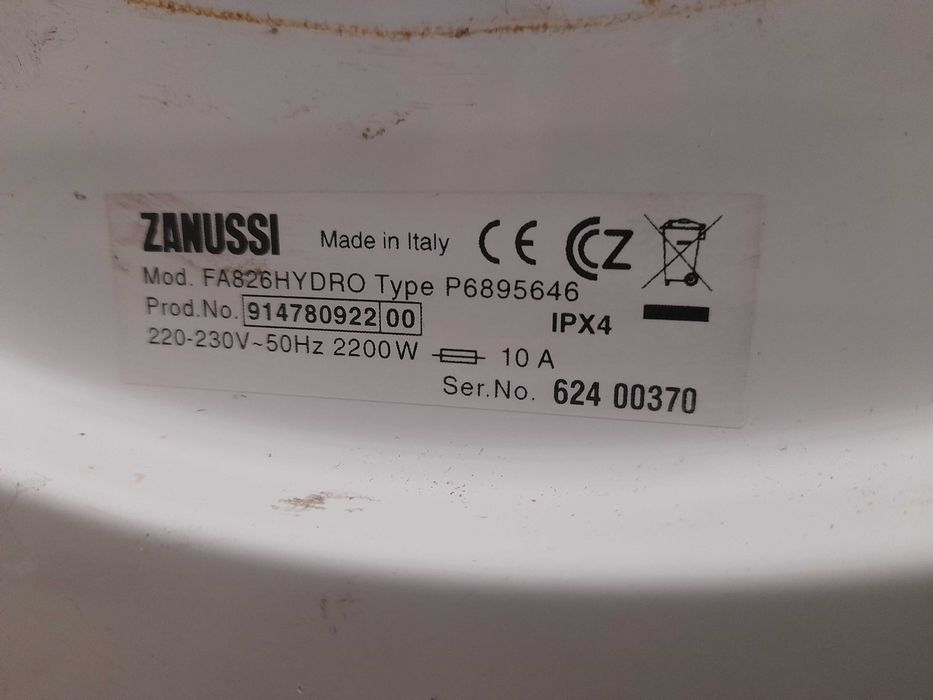 ZANUSSI Made in Italy CE CCZ
Mod. FA826HYDRO Type P6895646
Prod.No. 914780922 00 IPX4
220-230V~50Hz 2200W 10 A
Ser.No. 624 00370